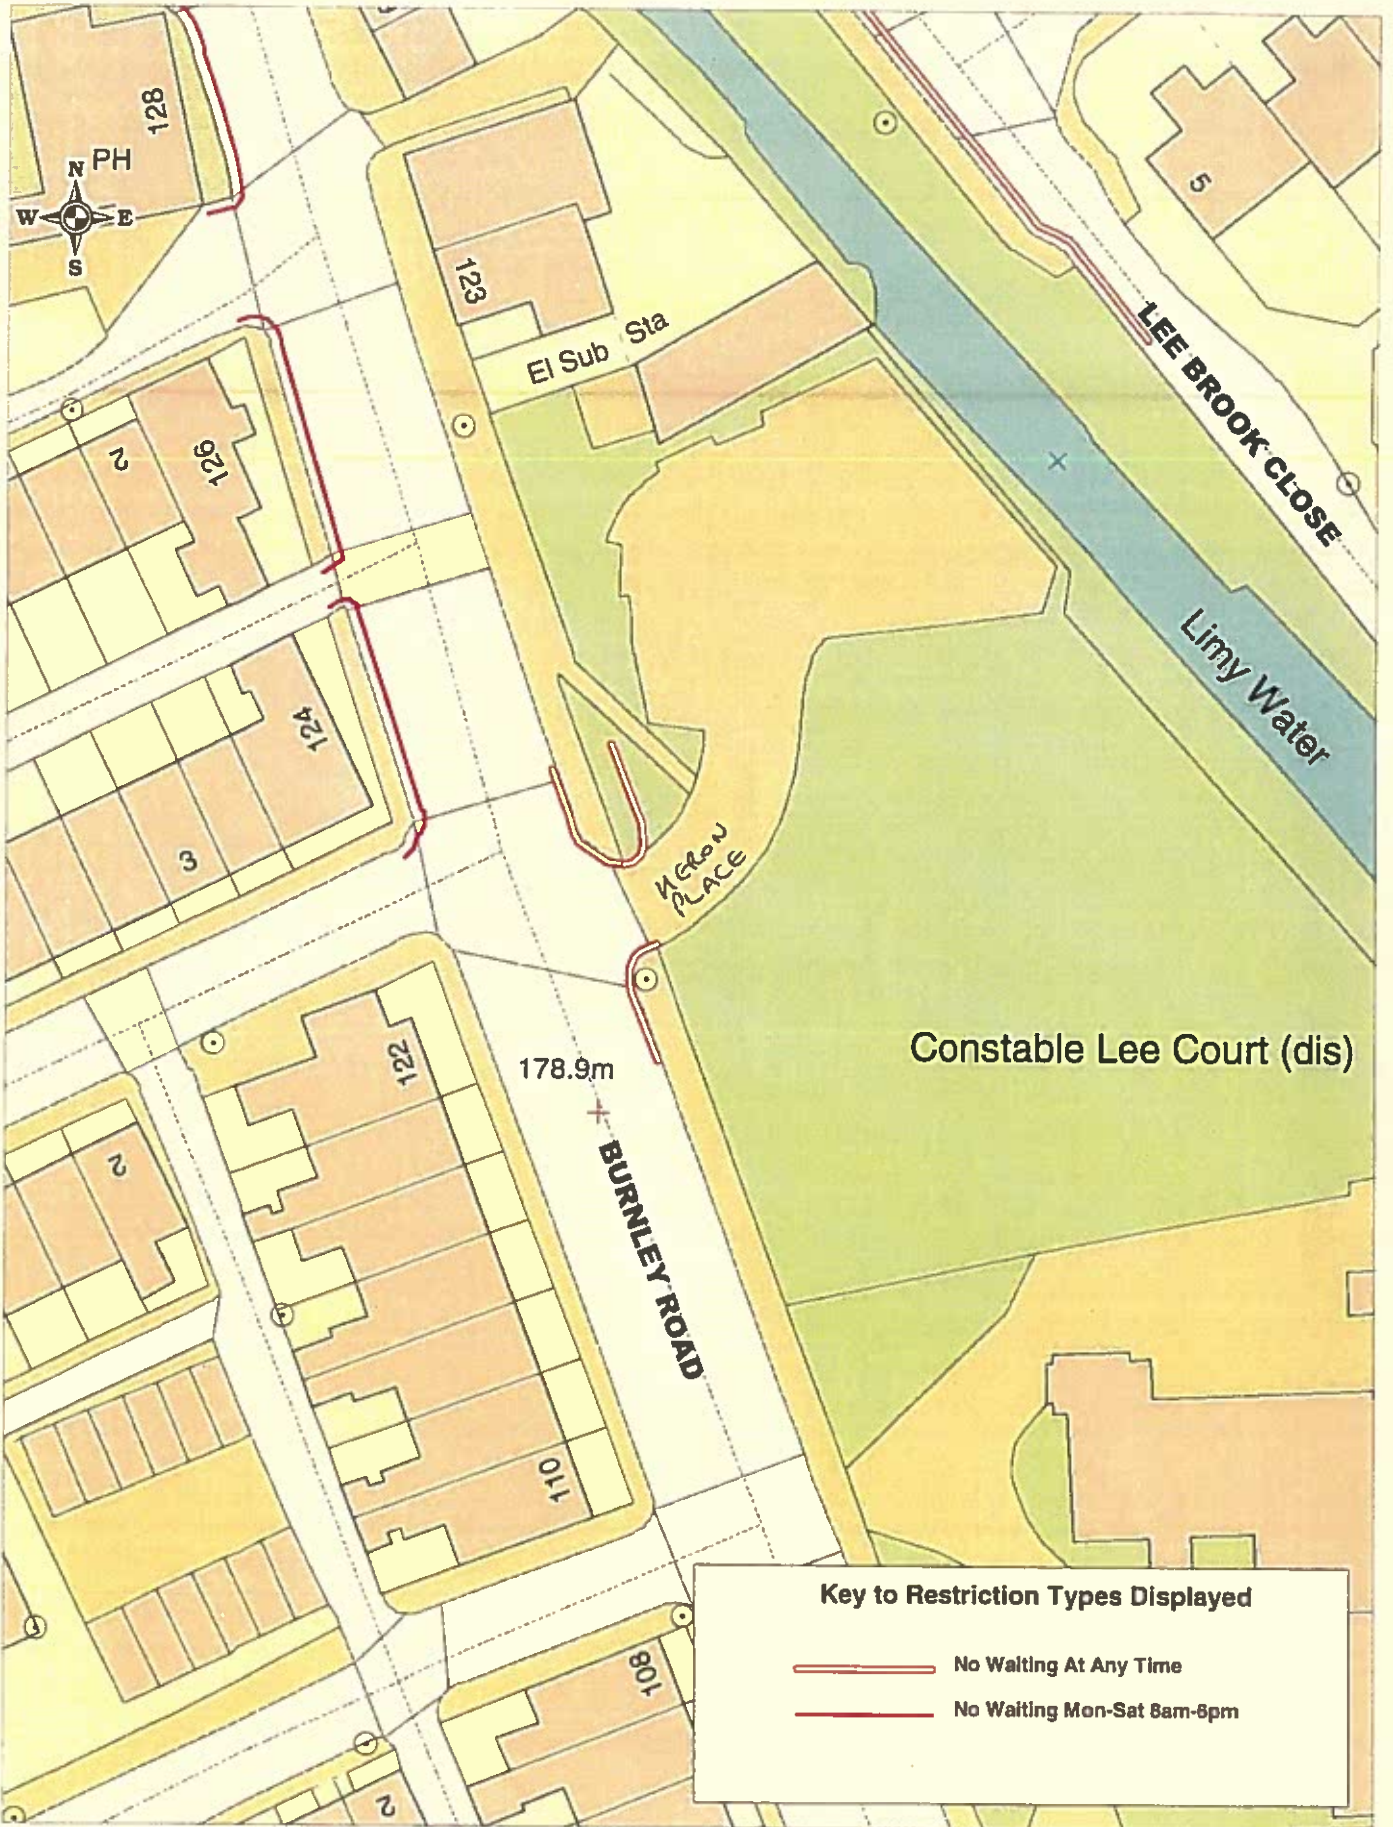 128
PH
N
W E
S
5
123
El Sub Sta
LEE BROOK CLOSE
2
126
Limy Water
124
3
HERON
PLACE
Constable Lee Court (dis)
122
178.9m
2
BURNLEY ROAD
110
108
2
Key to Restriction Types Displayed
No Waiting At Any Time
No Waiting Mon-Sat 8am-6pm